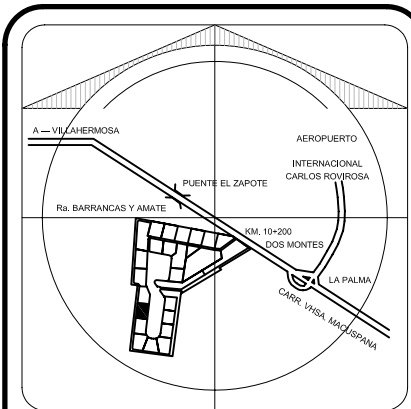 A — VILLAHERMOSA
AEROPUERTO
INTERNACIONAL
CARLOS ROVIROSA
PUENTE EL ZAPOTE
Ra. BARRANCAS Y AMATE
KM. 10+200
DOS MONTES
LA PALMA
CARR. VHSA. MACUSPANA